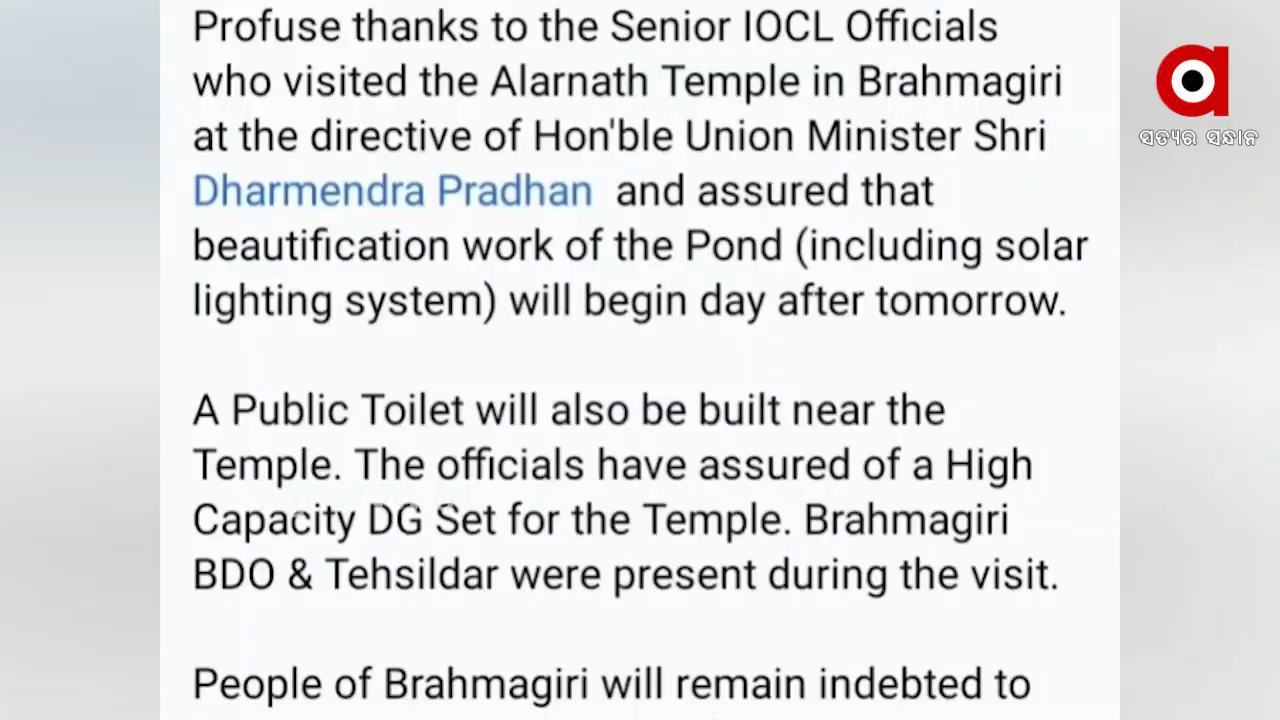 Profuse thanks to the Senior IOCL Officials
who visited the Alarnath Temple in Brahmagiri
at the directive of Hon'ble Union Minister Shri
Dharmendra Pradhan and assured that
beautification work of the Pond (including solar
lighting system) will begin day after tomorrow.
A Public Toilet will also be built near the
Temple. The officials have assured of a High
Capacity DG Set for the Temple. Brahmagiri
BDO & Tehsildar were present during the visit.
People of Brahmagiri will remain indebted to
a
ସତ୍ୟର ସନ୍ଧାନ